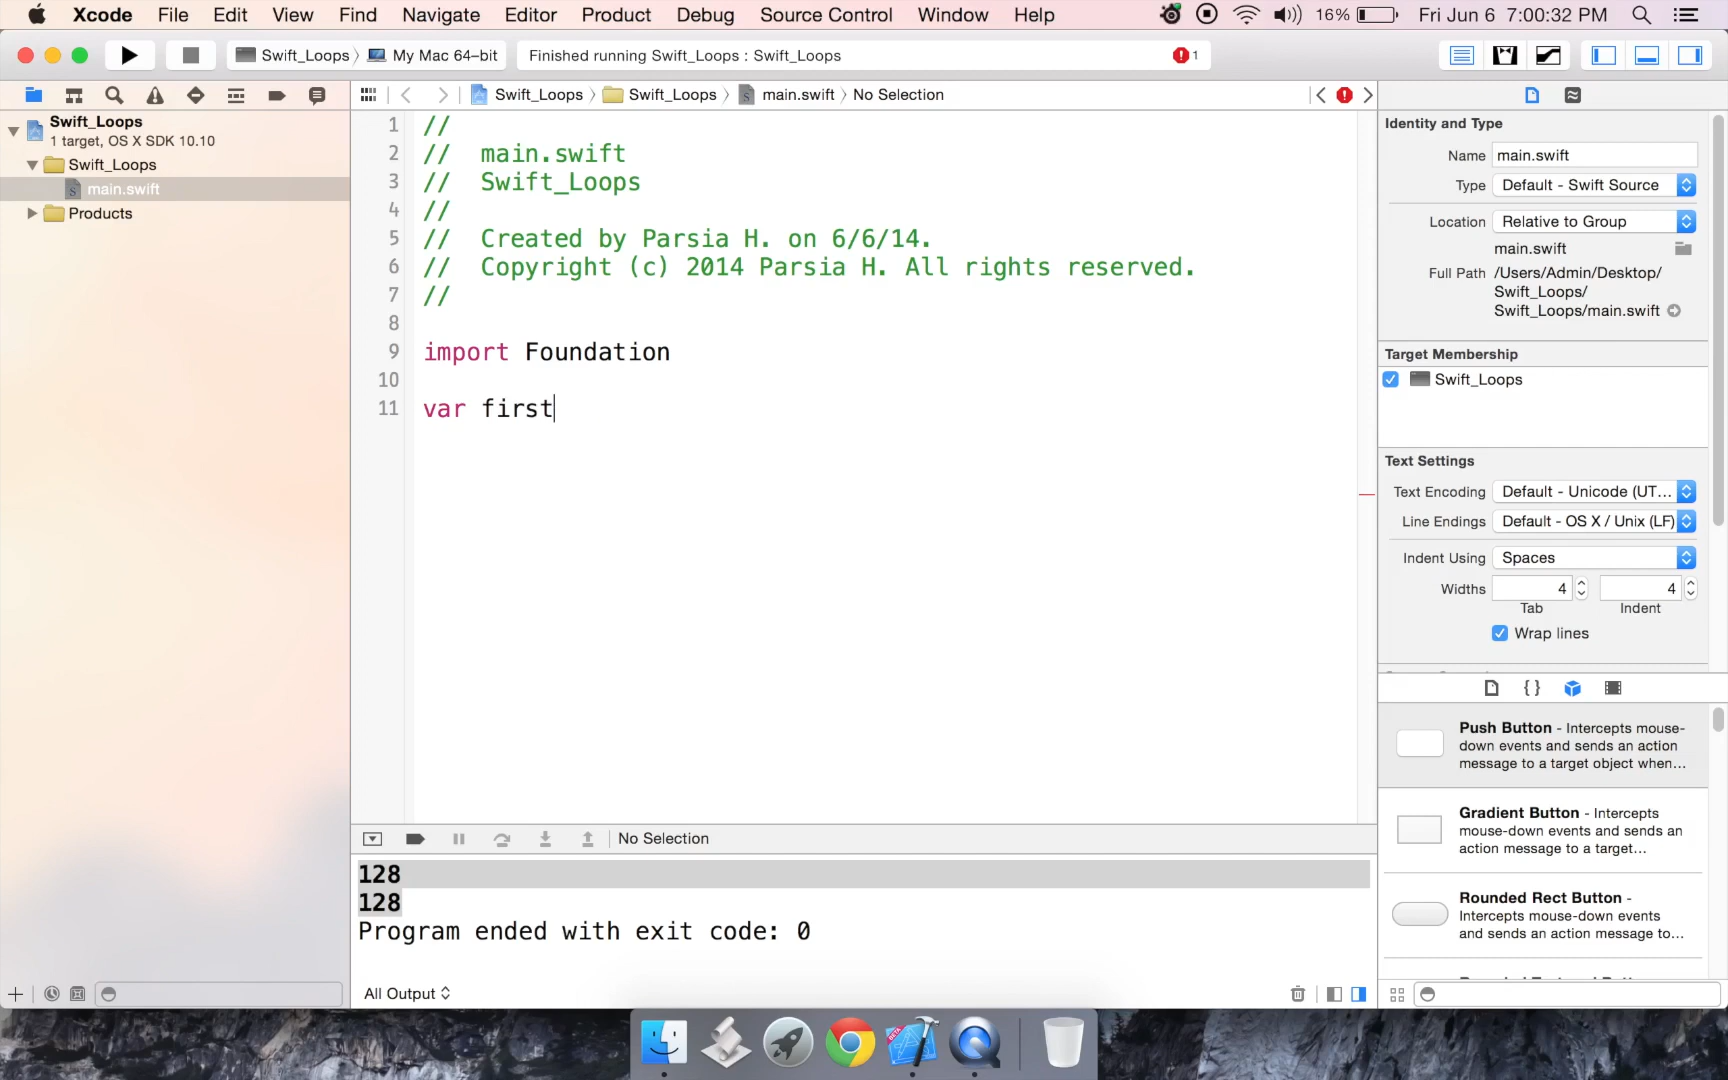 Xcode File Edit View Find Navigate Editor Product Debug Source Control Window Help 16% Fri Jun 6 7:00:32 PM
Swift_Loops My Mac 64-bit Finished running Swift_Loops : Swift_Loops 1
Swift_Loops Swift_Loops main.swift No Selection
Swift_Loops
1 target, OS X SDK 10.10
Swift_Loops
main.swift
Products
1 //
2 // main.swift
3 // Swift_Loops
4 //
5 // Created by Parsia H. on 6/6/14.
6 // Copyright (c) 2014 Parsia H. All rights reserved.
7 //
8
9 import Foundation
10
11 var first
No Selection
128
128
Program ended with exit code: 0
All Output
Identity and Type
Name main.swift
Type Default - Swift Source
Location Relative to Group
main.swift
Full Path /Users/Admin/Desktop/
Swift_Loops/
Swift_Loops/main.swift
Target Membership
Swift_Loops
Text Settings
Text Encoding Default - Unicode (UT...
Line Endings Default - OS X / Unix (LF)
Indent Using Spaces
Widths 4 4
Tab Indent
Wrap lines
{ }
Push Button - Intercepts mouse-
down events and sends an action
message to a target object when...
Gradient Button - Intercepts
mouse-down events and sends an
action message to a target...
Rounded Rect Button -
Intercepts mouse-down events
and sends an action message to...